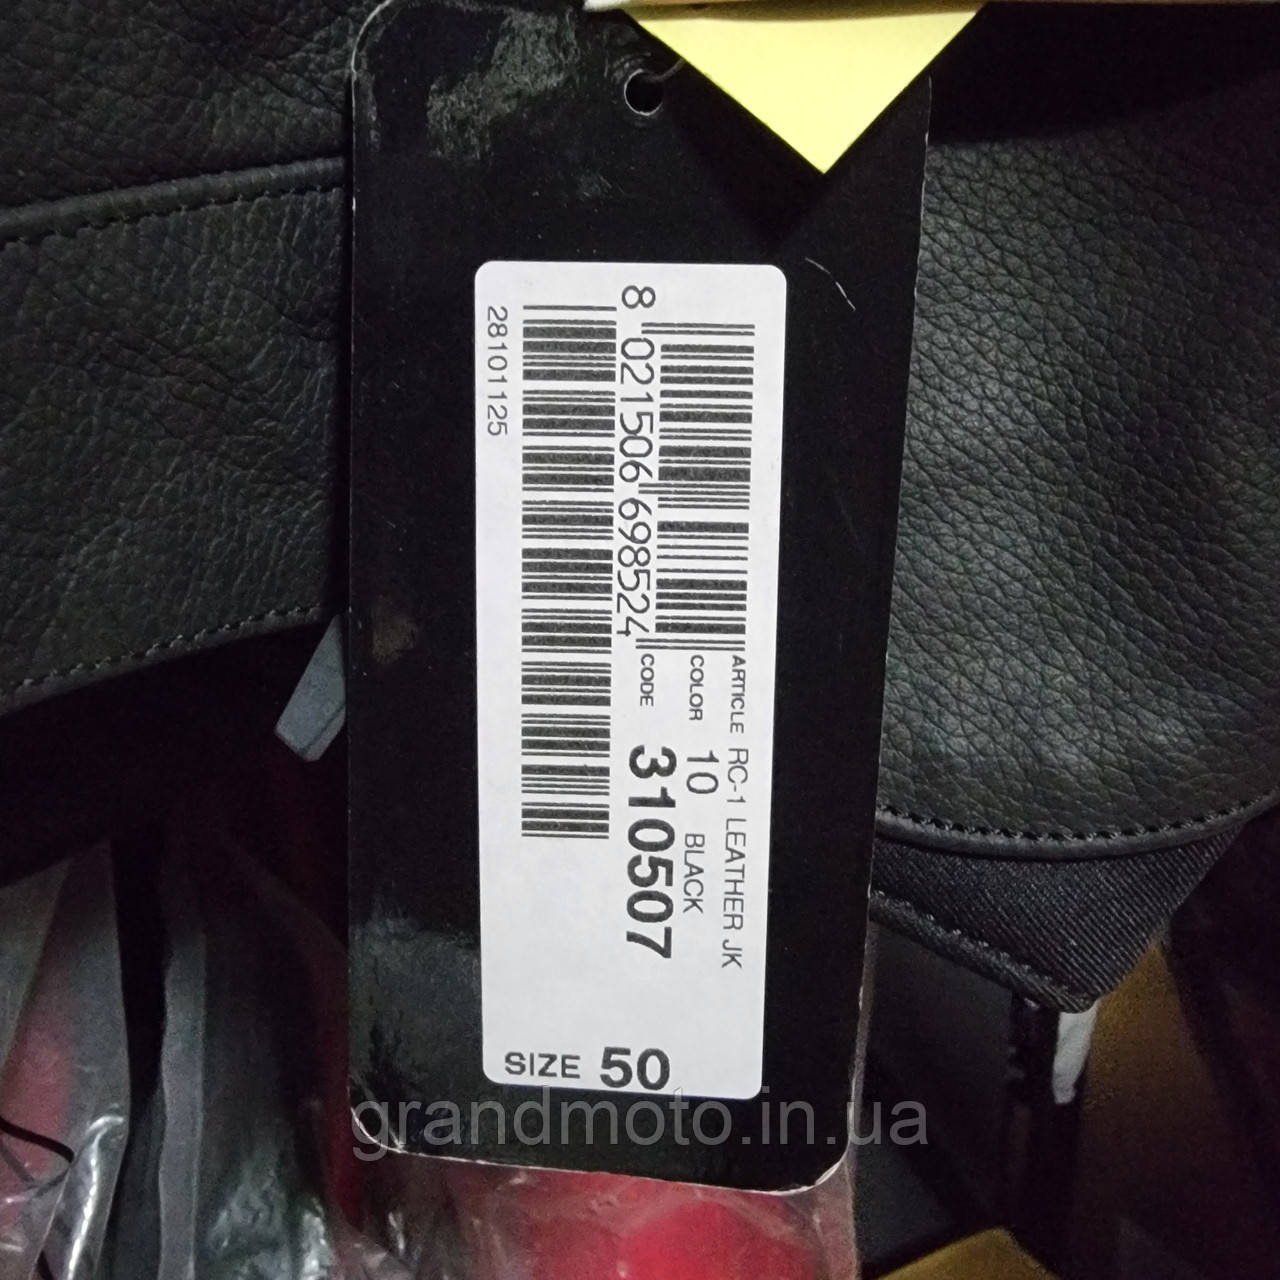 ARTICLE RC-1 LEATHER JK
COLOR 10 BLACK
CODE 310507
8 021506 698524
28101125
SIZE 50
grandmoto.in.ua